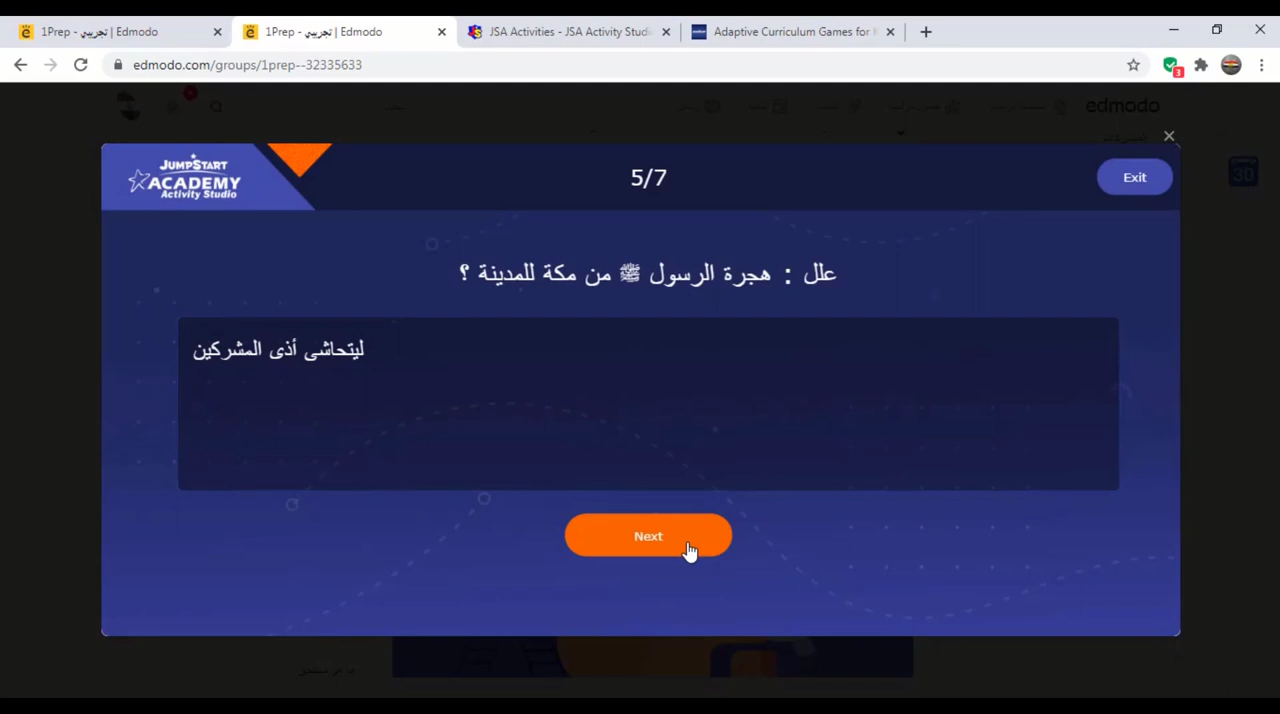 1Prep - تجريبي | Edmodo
1Prep - تجريبي | Edmodo
JSA Activities - JSA Activity Studi
Adaptive Curriculum Games for
edmodo.com/groups/1prep--32335633
3
edmodo
30
JUMPSTART
ACADEMY
Activity Studio
5/7
Exit
علل : هجرة الرسول ﷺ من مكة للمدينة ؟
ليتحاشى أذى المشركين
Next